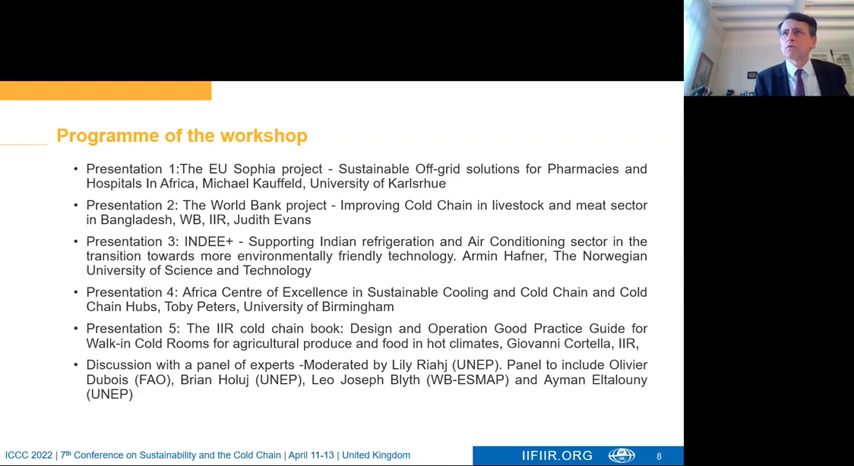 Programme of the workshop
• Presentation 1:The EU Sophia project - Sustainable Off-grid solutions for Pharmacies and
Hospitals In Africa, Michael Kauffeld, University of Karlsrhue
• Presentation 2: The World Bank project - Improving Cold Chain in livestock and meat sector
in Bangladesh, WB, IIR, Judith Evans
• Presentation 3: INDEE+ - Supporting Indian refrigeration and Air Conditioning sector in the
transition towards more environmentally friendly technology. Armin Hafner, The Norwegian
University of Science and Technology
• Presentation 4: Africa Centre of Excellence in Sustainable Cooling and Cold Chain and Cold
Chain Hubs, Toby Peters, University of Birmingham
• Presentation 5: The IIR cold chain book: Design and Operation Good Practice Guide for
Walk-in Cold Rooms for agricultural produce and food in hot climates, Giovanni Cortella, IIR,
• Discussion with a panel of experts -Moderated by Lily Riahj (UNEP). Panel to include Olivier
Dubois (FAO), Brian Holuj (UNEP), Leo Joseph Blyth (WB-ESMAP) and Ayman Eltalouny
(UNEP)
ICCC 2022 | 7th Conference on Sustainability and the Cold Chain | April 11-13 | United Kingdom
IIFIIR.ORG
8